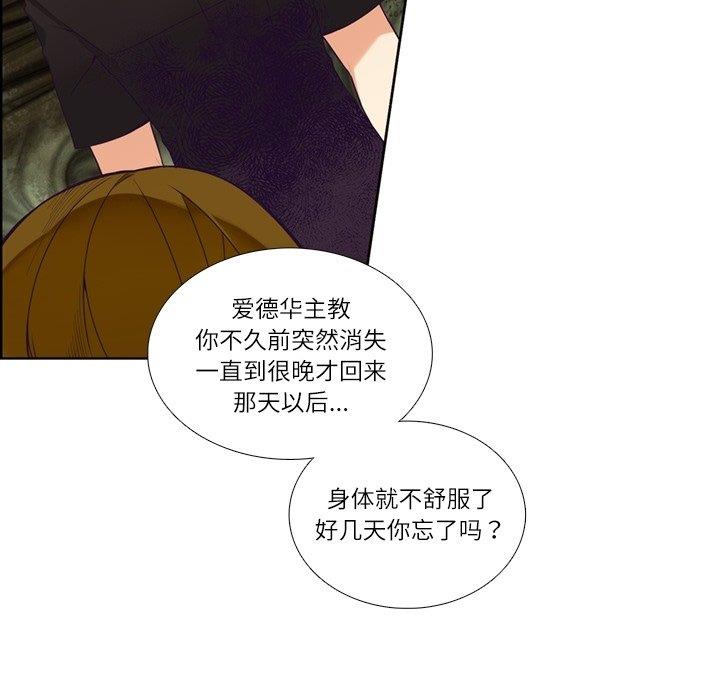 爱德华主教
你不久前突然消失
一直到很晚才回来
那天以后...
身体就不舒服了
好几天你忘了吗？